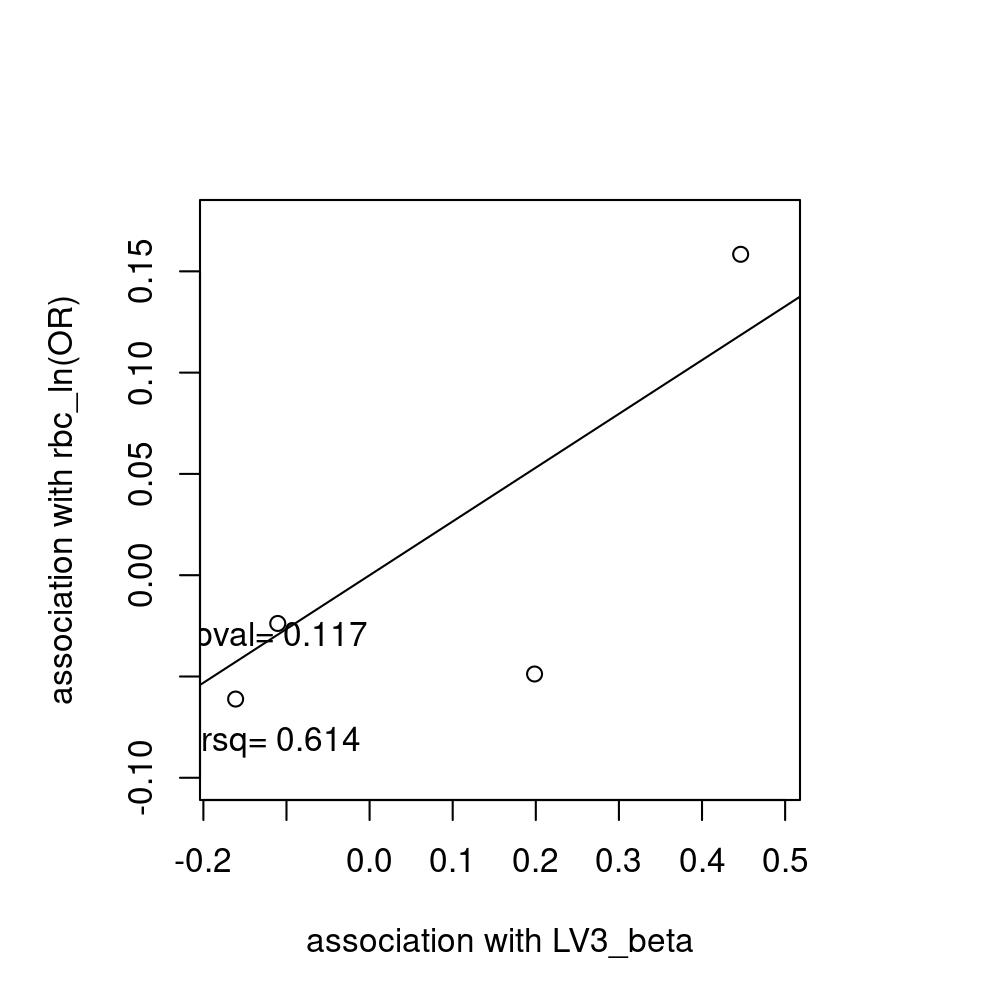 association with rbc_ln(OR)
0.15
0.10
0.05
0.00
-0.10
pval= 0.117
rsq= 0.614
-0.2 0.0 0.1 0.2 0.3 0.4 0.5
association with LV3_beta